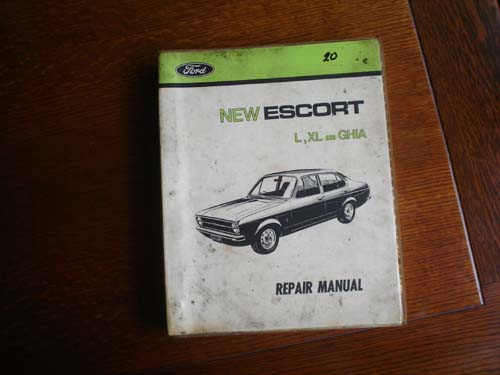 Ford
20
NEW ESCORT
L, XL AND GHIA
REPAIR MANUAL